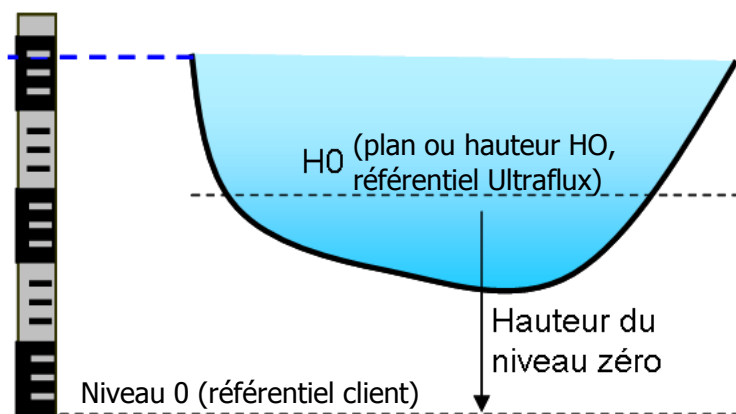 H0 (plan ou hauteur HO,
référentiel Ultraflux)
Hauteur du
niveau zéro
Niveau 0 (référentiel client)